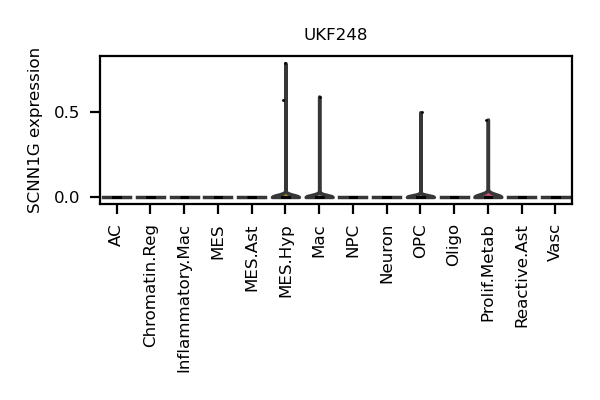 UKF248
SCNN1G expression
0.5
0.0
AC
Chromatin.Reg
Inflammatory.Mac
MES
MES.Ast
MES.Hyp
Mac
NPC
Neuron
OPC
Oligo
Prolif.Metab
Reactive.Ast
Vasc